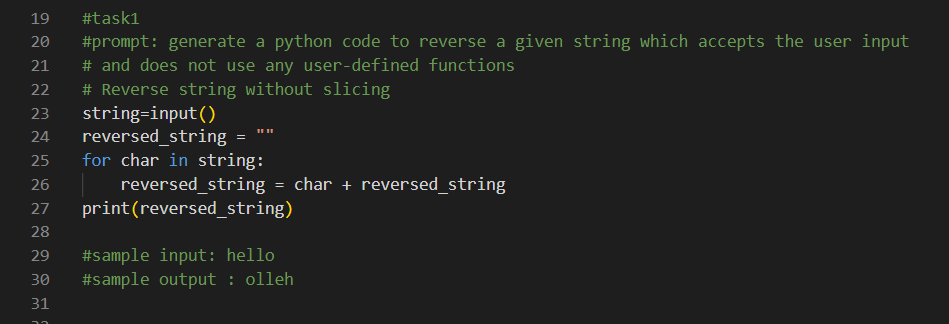 19 #task1
20 #prompt: generate a python code to reverse a given string which accepts the user input
21 # and does not use any user-defined functions
22 # Reverse string without slicing
23 string=input()
24 reversed_string = ""
25 for char in string:
26     reversed_string = char + reversed_string
27 print(reversed_string)
28
29 #sample input: hello
30 #sample output : olleh
31